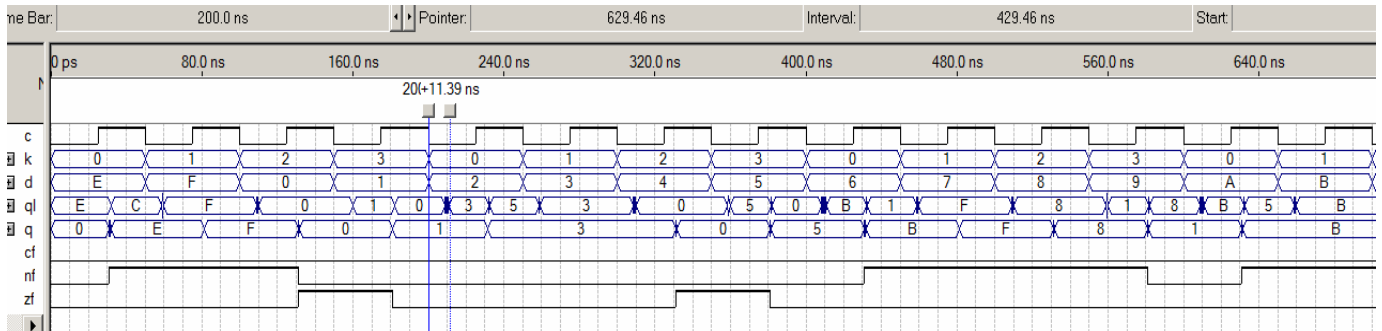 me Bar: 200.0 ns Pointer: 629.46 ns Interval: 429.46 ns Start:
0 ps 80.0 ns 160.0 ns 240.0 ns 320.0 ns 400.0 ns 480.0 ns 560.0 ns 640.0 ns
20(+11.39 ns
c
k 0 1 2 3 0 1 2 3 0 1 2 3 0 1
d E F 0 1 2 3 4 5 6 7 8 9 A B
ql E C F 0 1 0 3 5 3 0 5 0 B 1 F 8 1 8 B 5 B
q 0 E F 0 1 3 0 5 B F 8 1 B
cf
nf
zf